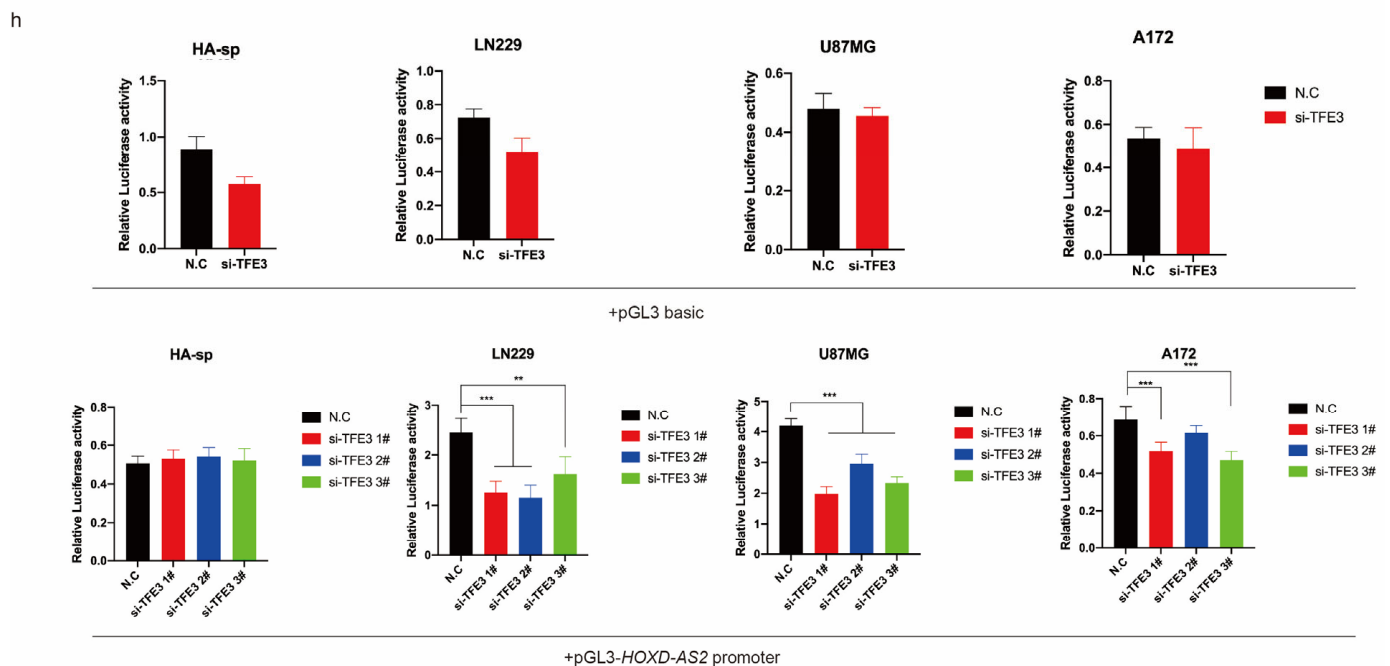 h
HA-sp
Relative Luciferase activity
1.5
1.0
0.5
0.0
N.C si-TFE3
LN229
Relative Luciferase activity
1.0
0.8
0.6
0.4
0.2
0.0
N.C si-TFE3
U87MG
Relative Luciferase activity
0.6
0.4
0.2
0.0
N.C si-TFE3
A172
Relative Luciferase activity
0.8
0.6
0.4
0.2
0.0
N.C si-TFE3
N.C
si-TFE3
+pGL3 basic
HA-sp
Relative Luciferase activity
0.8
0.6
0.4
0.2
0.0
N.C
si-TFE3 1#
si-TFE3 2#
si-TFE3 3#
N.C
si-TFE3 1#
si-TFE3 2#
si-TFE3 3#
LN229
Relative Luciferase activity
3
2
1
0
**
***
N.C
si-TFE3 1#
si-TFE3 2#
si-TFE3 3#
N.C
si-TFE3 1#
si-TFE3 2#
si-TFE3 3#
U87MG
Relative Luciferase activity
5
4
3
2
1
0
***
N.C
si-TFE3 1#
si-TFE3 2#
si-TFE3 3#
N.C
si-TFE3 1#
si-TFE3 2#
si-TFE3 3#
A172
Relative Luciferase activity
0.8
0.6
0.4
0.2
0.0
***
***
N.C
si-TFE3 1#
si-TFE3 2#
si-TFE3 3#
N.C
si-TFE3 1#
si-TFE3 2#
si-TFE3 3#
+pGL3-HOXD-AS2 promoter